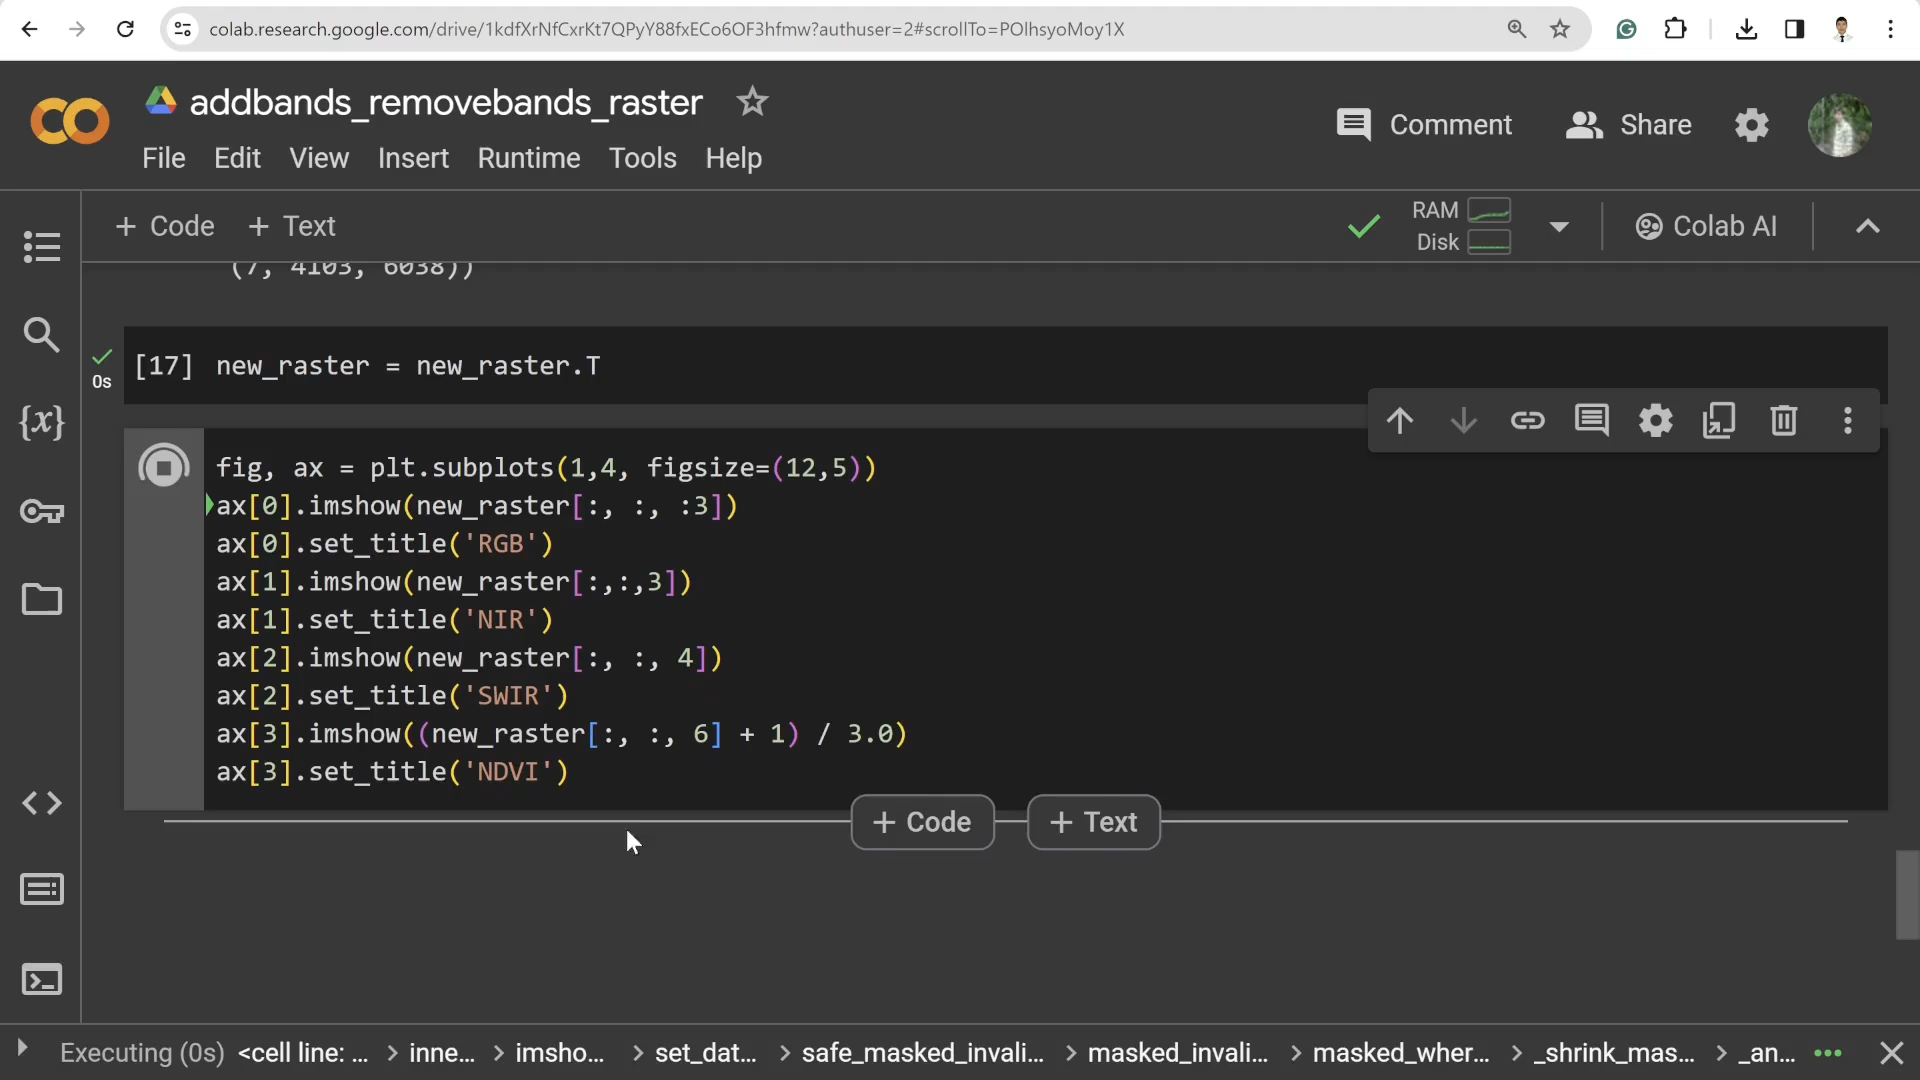 colab.research.google.com/drive/1kdfXrNfCxrKt7QPyY88fxECo6OF3hfmw?authuser=2#scrollTo=POlhsyoMoy1X
addbands_removebands_raster
Comment
Share
File Edit View Insert Runtime Tools Help
+ Code + Text
RAM
Disk
Colab AI
(7, 4103, 6038))
0s
[17] new_raster = new_raster.T
fig, ax = plt.subplots(1,4, figsize=(12,5))
ax[0].imshow(new_raster[:, :, :3])
ax[0].set_title('RGB')
ax[1].imshow(new_raster[:,:,3])
ax[1].set_title('NIR')
ax[2].imshow(new_raster[:, :, 4])
ax[2].set_title('SWIR')
ax[3].imshow((new_raster[:, :, 6] + 1) / 3.0)
ax[3].set_title('NDVI')
+ Code + Text
Executing (0s) <cell line: ... > inne... > imsho... > set_dat... > safe_masked_invali... > masked_invali... > masked_wher... > _shrink_mas... > _an...